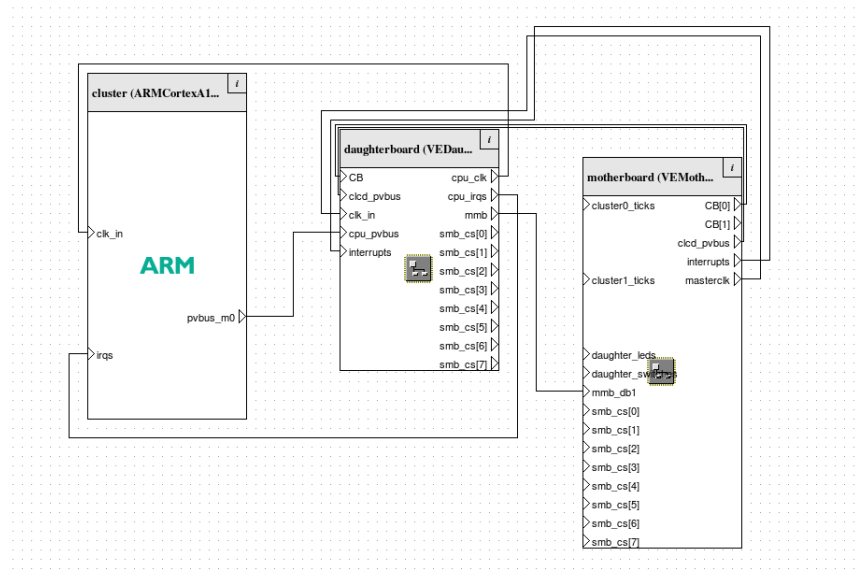 cluster (ARMCortexA1...
i
clk_in
ARM
pvbus_m0
irqs
daughterboard (VEDau...
i
CB
cpu_clk
clcd_pvbus
cpu_irqs
clk_in
mmb
cpu_pvbus
smb_cs[0]
interrupts
smb_cs[1]
smb_cs[2]
smb_cs[3]
smb_cs[4]
smb_cs[5]
smb_cs[6]
smb_cs[7]
motherboard (VEMoth...
i
cluster0_ticks
CB[0]
CB[1]
clcd_pvbus
interrupts
cluster1_ticks
masterclk
daughter_leds
daughter_switches
mmb_db1
smb_cs[0]
smb_cs[1]
smb_cs[2]
smb_cs[3]
smb_cs[4]
smb_cs[5]
smb_cs[6]
smb_cs[7]